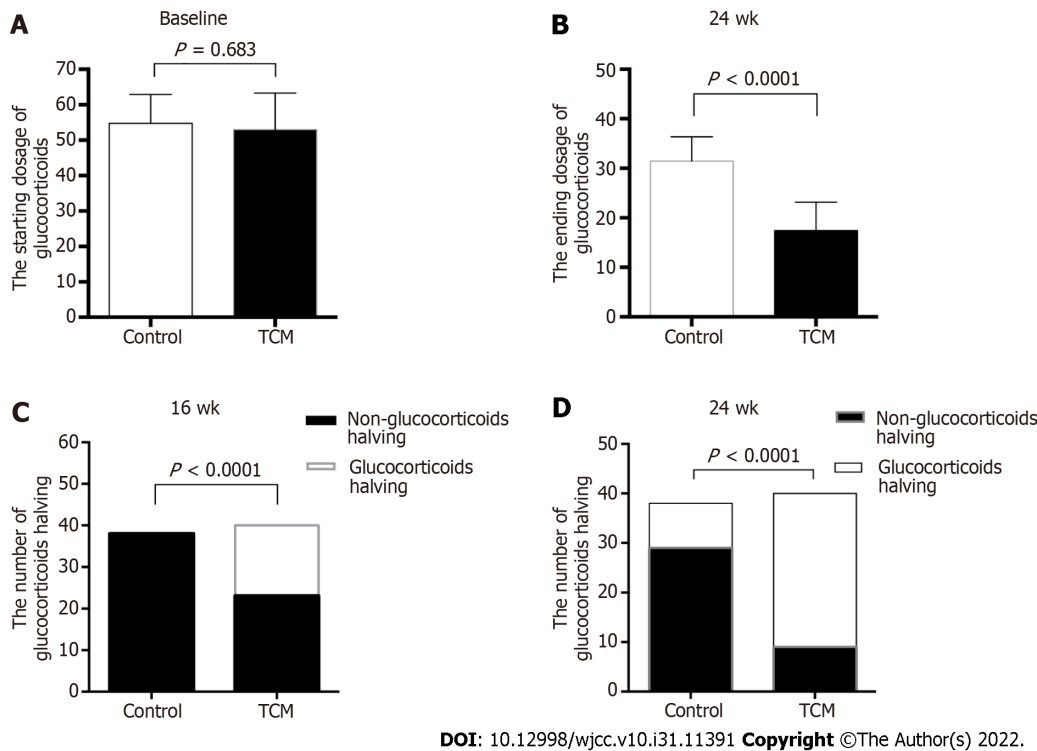 A
Baseline
P = 0.683
70
60
50
40
30
20
10
0
The starting dosage of
glucocorticoids
Control
TCM
B
24 wk
P < 0.0001
50
40
30
20
10
0
The ending dosage of
glucocorticoids
Control
TCM
C
16 wk
Non-glucocorticoids
halving
Glucocorticoids
halving
P < 0.0001
60
50
40
30
20
10
0
The number of
glucocorticoids halving
Control
TCM
D
24 wk
Non-glucocorticoids
halving
Glucocorticoids
halving
P < 0.0001
50
40
30
20
10
0
The number of
glucocorticoids halving
Control
TCM
DOI: 10.12998/wjcc.v10.i31.11391 Copyright ©The Author(s) 2022.